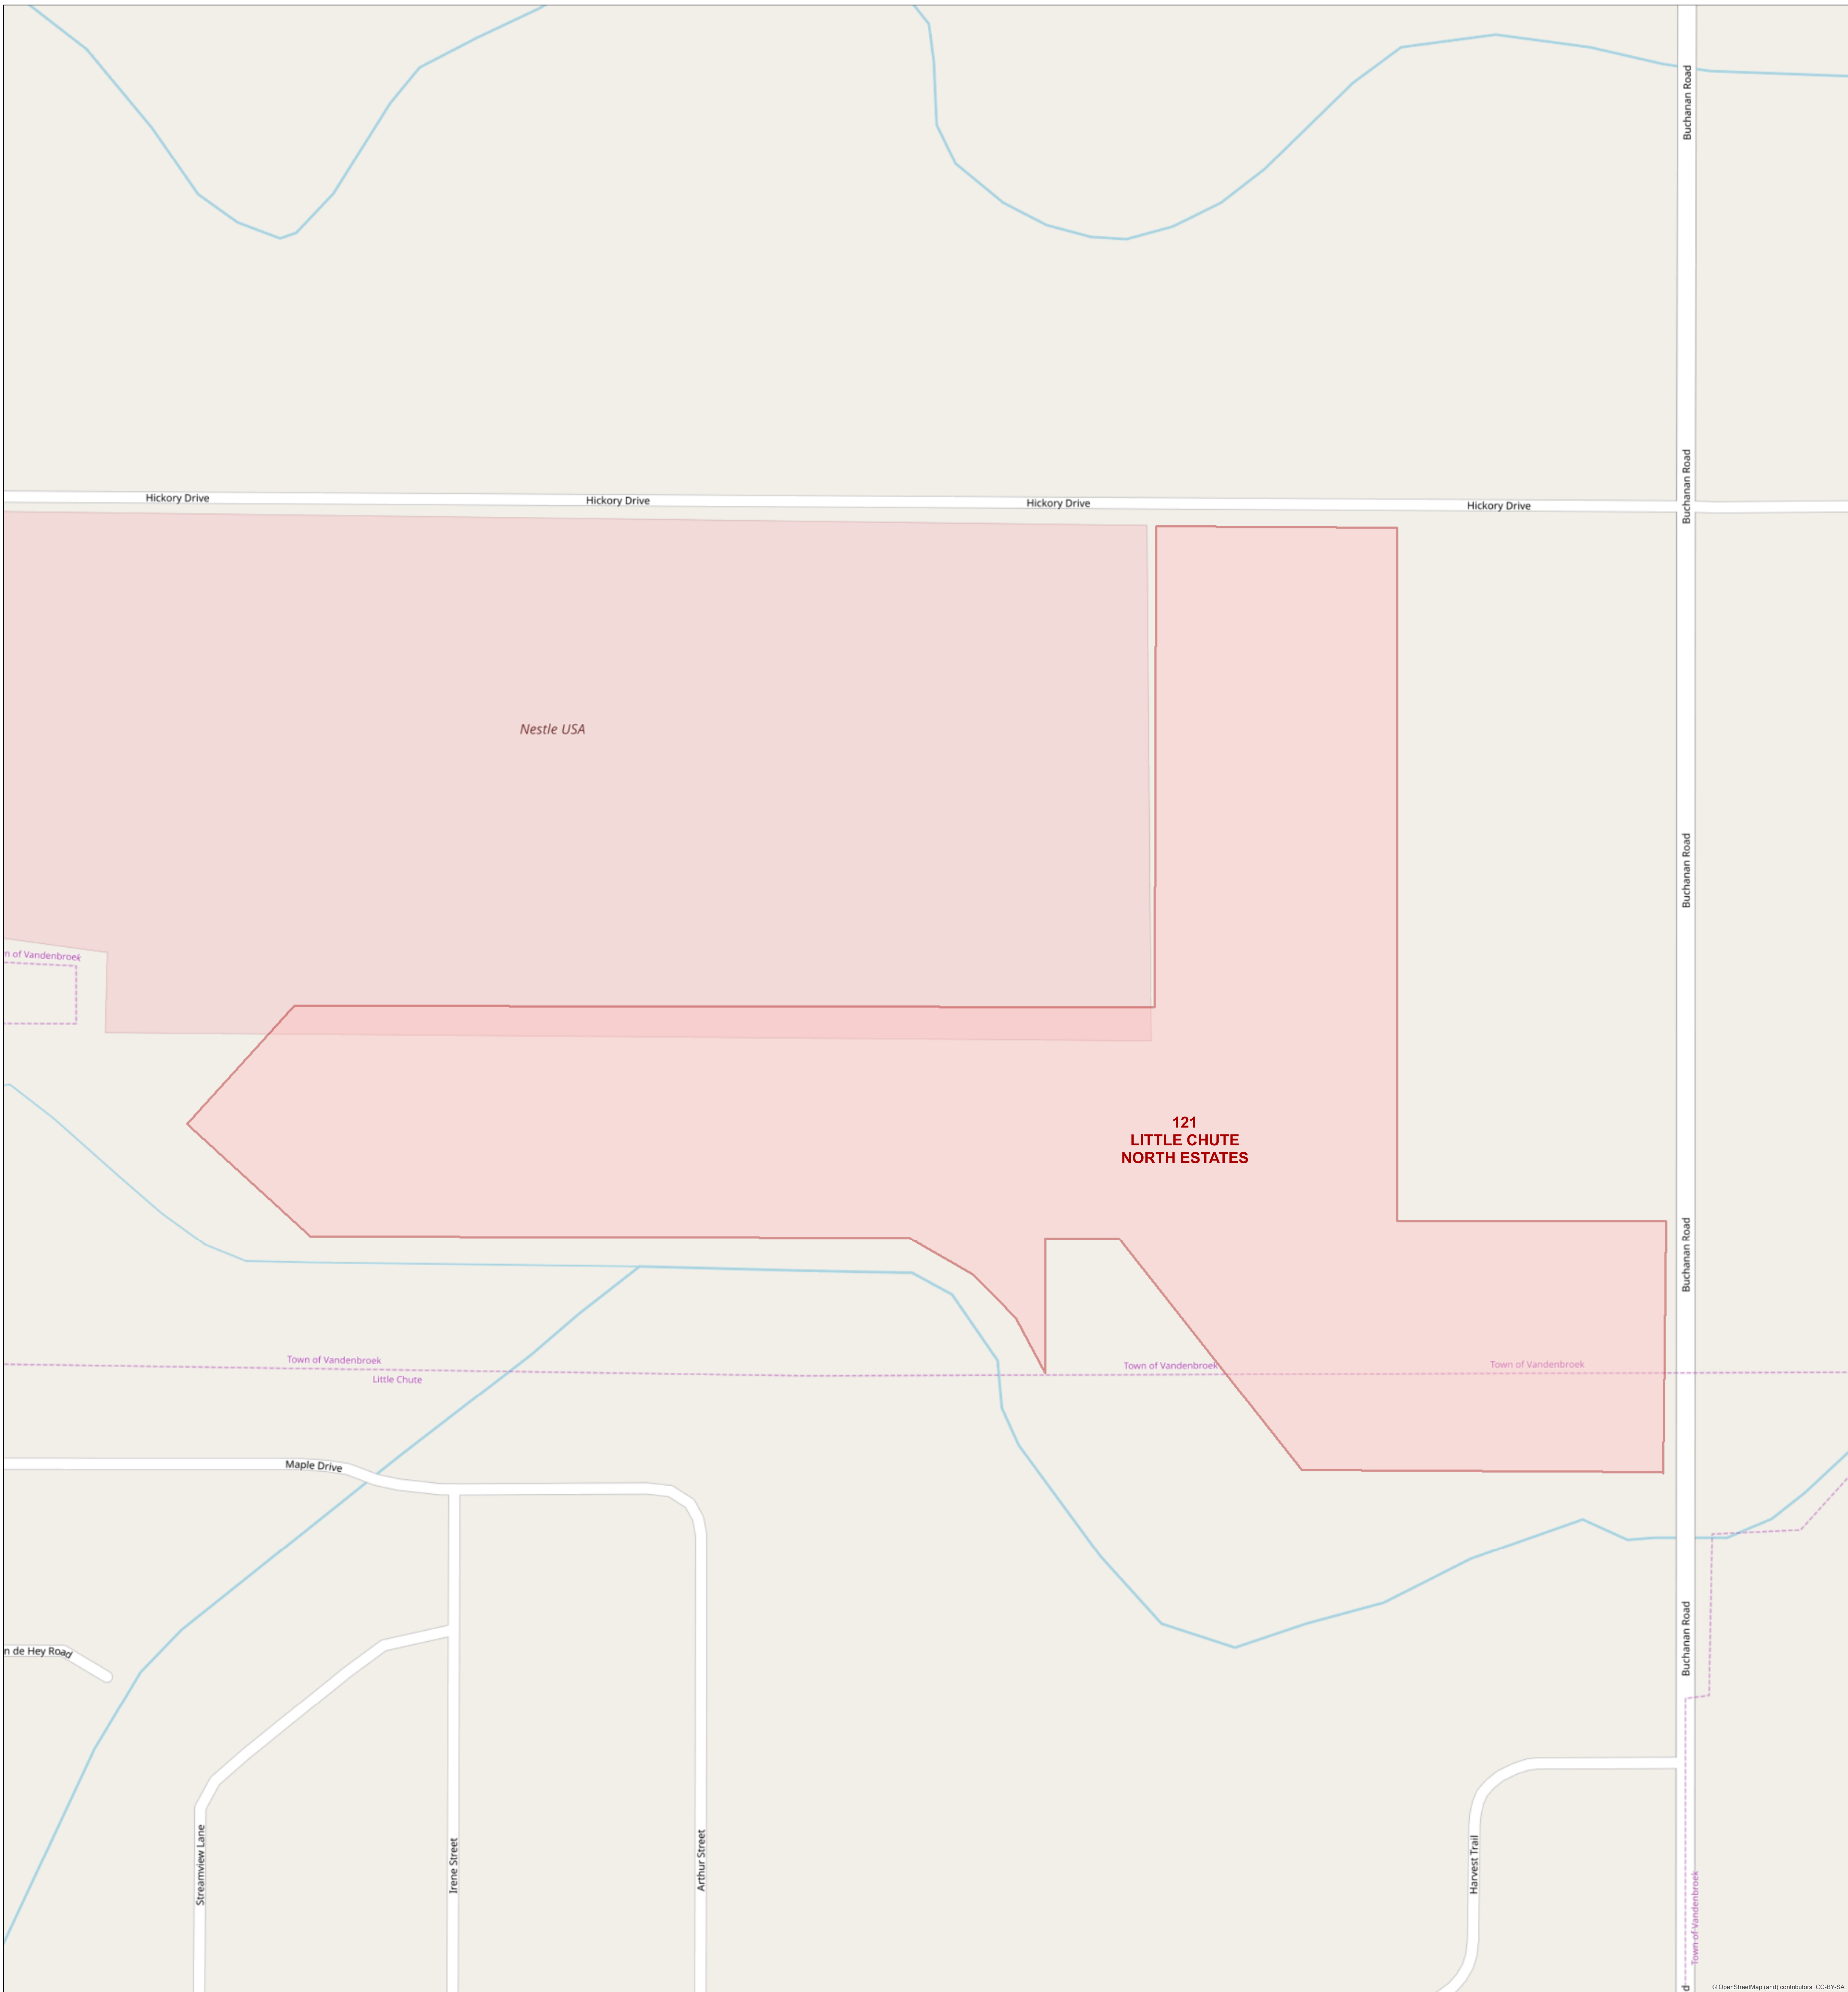 Buchanan Road
Buchanan Road
Hickory Drive
Hickory Drive
Hickory Drive
Hickory Drive
Nestle USA
Buchanan Road
m of Vandenbroek
121
LITTLE CHUTE
NORTH ESTATES
Buchanan Road
Town of Vandenbroek
Little Chute
Town of Vandenbroek
Town of Vandenbroek
Maple Drive
n de Hey Road
Buchanan Road
Streamview Lane
Irene Street
Arthur Street
Harvest Trail
Town of Vandenbroek
d
© OpenStreetMap (and) contributors, CC-BY-SA